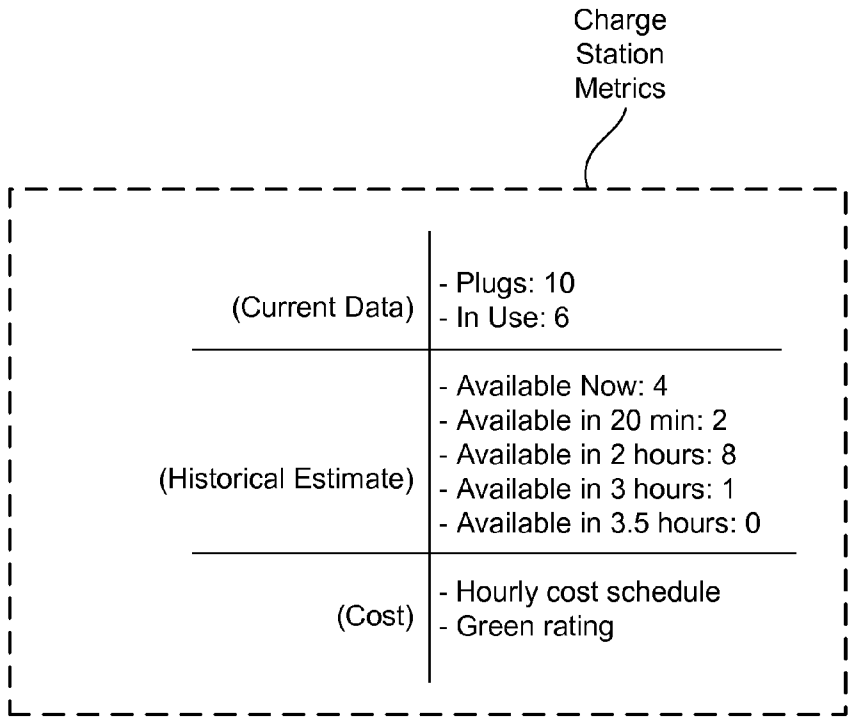 Charge
Station
Metrics
(Current Data)
- Plugs: 10
- In Use: 6
(Historical Estimate)
- Available Now: 4
- Available in 20 min: 2
- Available in 2 hours: 8
- Available in 3 hours: 1
- Available in 3.5 hours: 0
(Cost)
- Hourly cost schedule
- Green rating